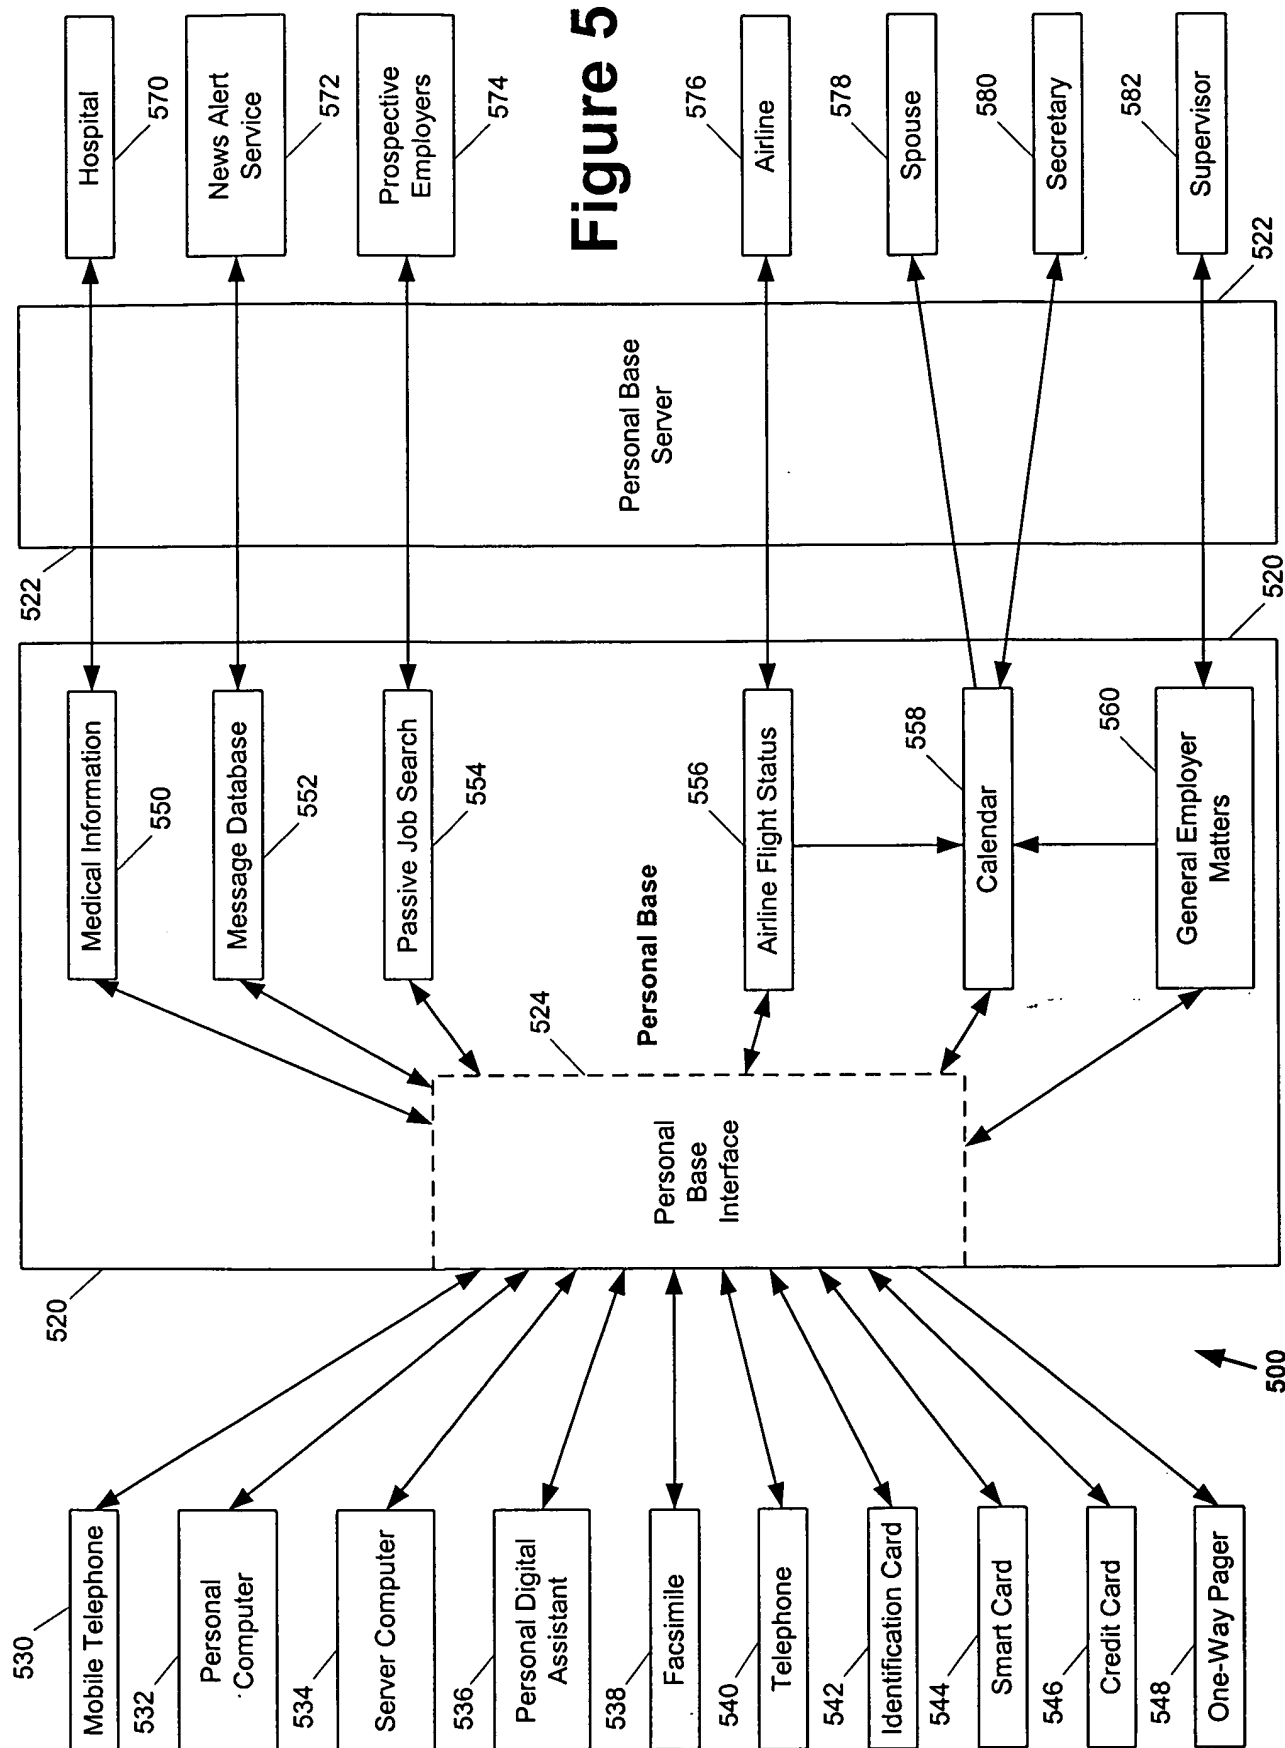 530
Mobile Telephone
532
Personal
Computer
534
Server Computer
536
Personal Digital
Assistant
538
Facsimile
540
Telephone
542
Identification Card
544
Smart Card
546
Credit Card
548
One-Way Pager
500
520
Personal
Base
Interface
524
Personal Base
Medical Information
550
Message Database
552
Passive Job Search
554
556
Airline Flight Status
558
Calendar
560
General Employer
Matters
520
522
Personal Base
Server
522
Hospital
570
News Alert
Service
572
Prospective
Employers
574
Figure 5
576
Airline
578
Spouse
580
Secretary
582
Supervisor